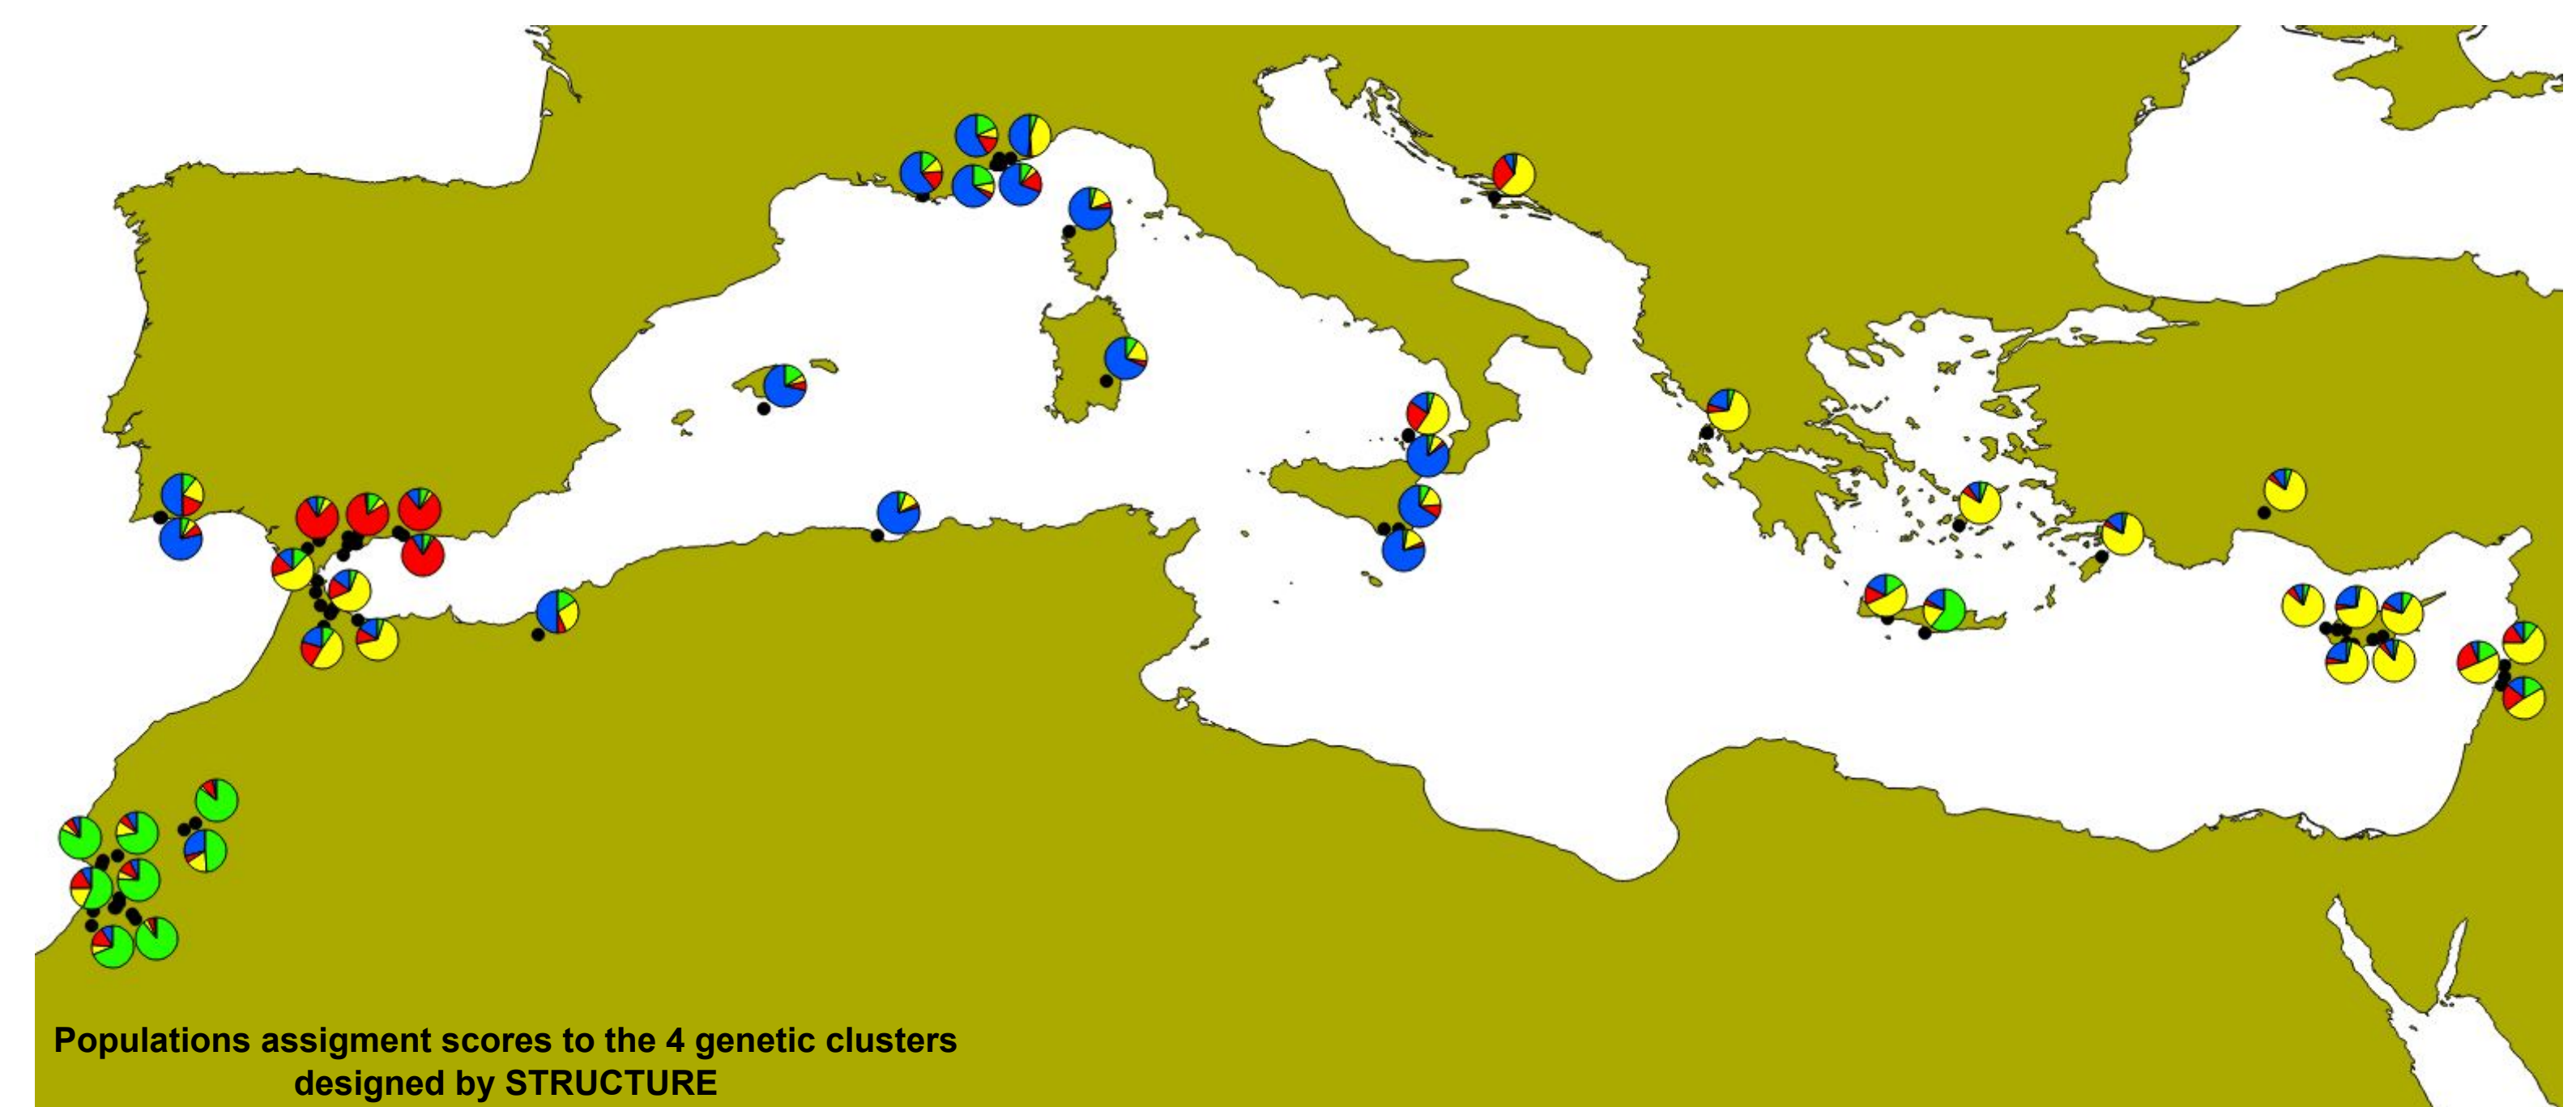 Populations assigment scores to the 4 genetic clusters
designed by STRUCTURE